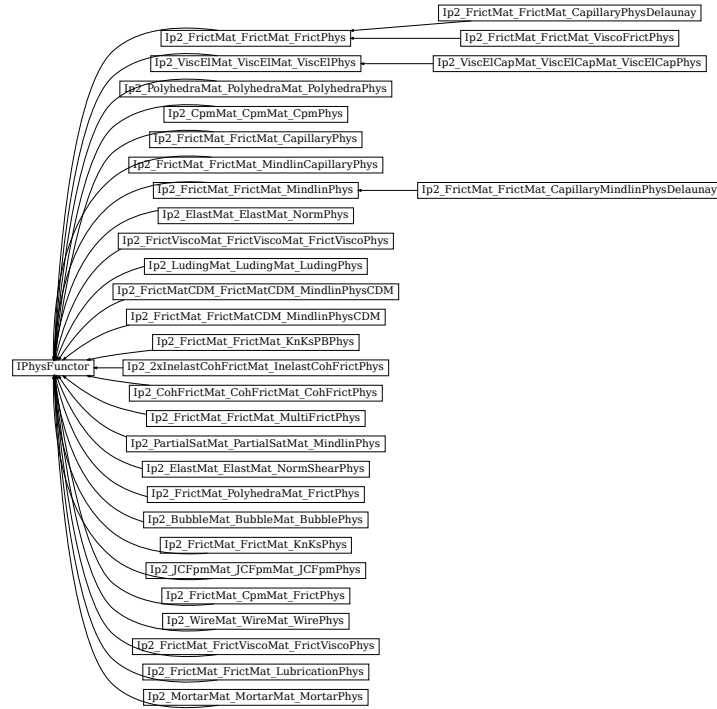 Ip2_FrictMat_FrictMat_CapillaryPhysDelaunay
Ip2_FrictMat_FrictMat_FrictPhys
Ip2_FrictMat_FrictMat_ViscoFrictPhys
Ip2_ViscElMat_ViscElMat_ViscElPhys
Ip2_ViscElCapMat_ViscElCapMat_ViscElCapPhys
Ip2_PolyhedraMat_PolyhedraMat_PolyhedraPhys
Ip2_CpmMat_CpmMat_CpmPhys
Ip2_FrictMat_FrictMat_CapillaryPhys
Ip2_FrictMat_FrictMat_MindlinCapillaryPhys
Ip2_FrictMat_FrictMat_MindlinPhys
Ip2_FrictMat_FrictMat_CapillaryMindlinPhysDelaunay
Ip2_ElastMat_ElastMat_NormPhys
Ip2_FrictViscoMat_FrictViscoMat_FrictViscoPhys
Ip2_LudingMat_LudingMat_LudingPhys
Ip2_FrictMatCDM_FrictMatCDM_MindlinPhysCDM
Ip2_FrictMat_FrictMatCDM_MindlinPhysCDM
Ip2_FrictMat_FrictMat_KnKsPBPhys
IPhysFunctor
Ip2_2xInelastCohFrictMat_InelastCohFrictPhys
Ip2_CohFrictMat_CohFrictMat_CohFrictPhys
Ip2_FrictMat_FrictMat_MultiFrictPhys
Ip2_PartialSatMat_PartialSatMat_MindlinPhys
Ip2_ElastMat_ElastMat_NormShearPhys
Ip2_FrictMat_PolyhedraMat_FrictPhys
Ip2_BubbleMat_BubbleMat_BubblePhys
Ip2_FrictMat_FrictMat_KnKsPhys
Ip2_JCFpmMat_JCFpmMat_JCFpmPhys
Ip2_FrictMat_CpmMat_FrictPhys
Ip2_WireMat_WireMat_WirePhys
Ip2_FrictMat_FrictViscoMat_FrictViscoPhys
Ip2_FrictMat_FrictMat_LubricationPhys
Ip2_MortarMat_MortarMat_MortarPhys